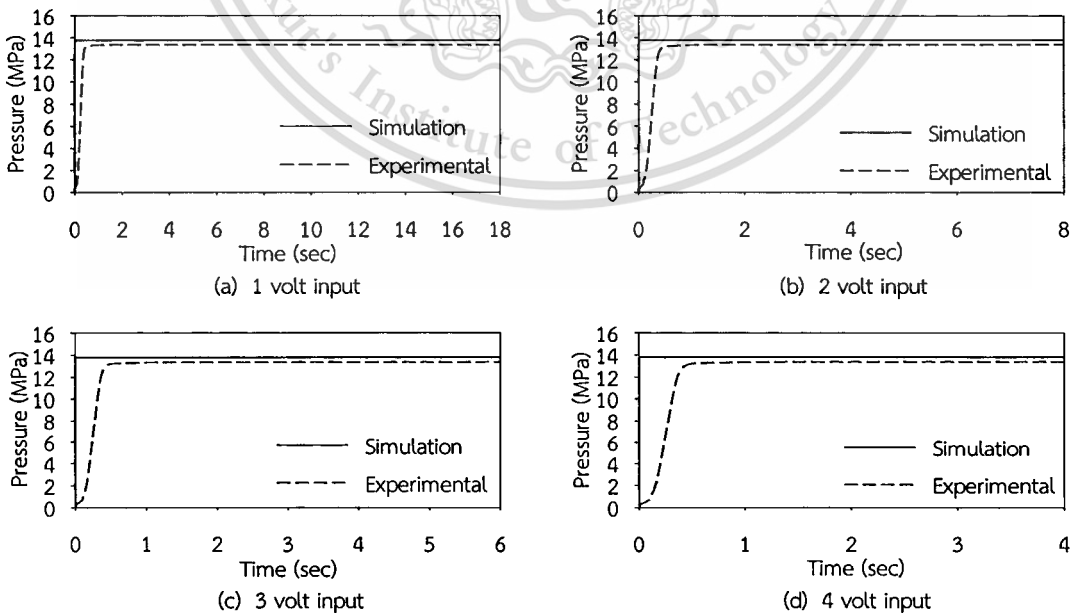 Pressure (MPa)
16
14
12
10
8
6
4
2
0
Simulation
Experimental
0 2 4 6 8 10 12 14 16 18
Time (sec)
(a) 1 volt input
Pressure (MPa)
16
14
12
10
8
6
4
2
0
Simulation
Experimental
0 2 4 6 8
Time (sec)
(b) 2 volt input
Institute of Technology
Pressure (MPa)
16
14
12
10
8
6
4
2
0
Simulation
Experimental
0 1 2 3 4 5 6
Time (sec)
(c) 3 volt input
Pressure (MPa)
16
14
12
10
8
6
4
2
0
Simulation
Experimental
0 1 2 3 4
Time (sec)
(d) 4 volt input